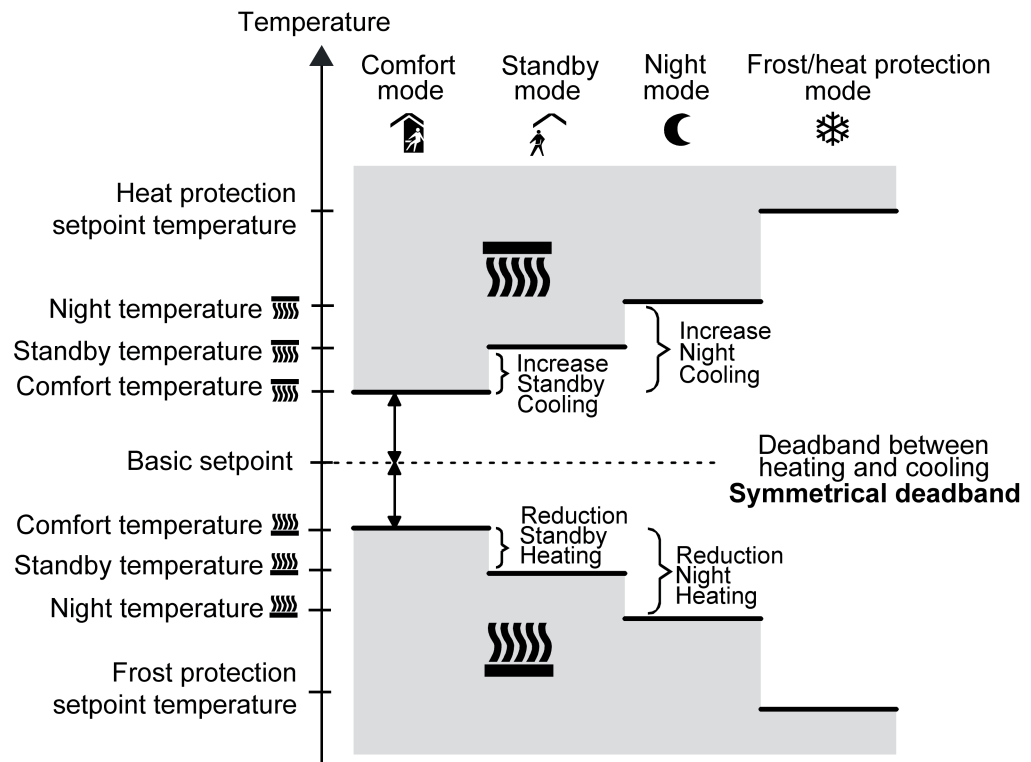 Temperature
Comfort
mode
Standby
mode
Night
mode
Frost/heat protection
mode
Heat protection
setpoint temperature
Night temperature
Standby temperature
Comfort temperature
Increase
Standby
Cooling
Increase
Night
Cooling
Basic setpoint
Deadband between
heating and cooling
Symmetrical deadband
Comfort temperature
Standby temperature
Night temperature
Reduction
Standby
Heating
Reduction
Night
Heating
Frost protection
setpoint temperature